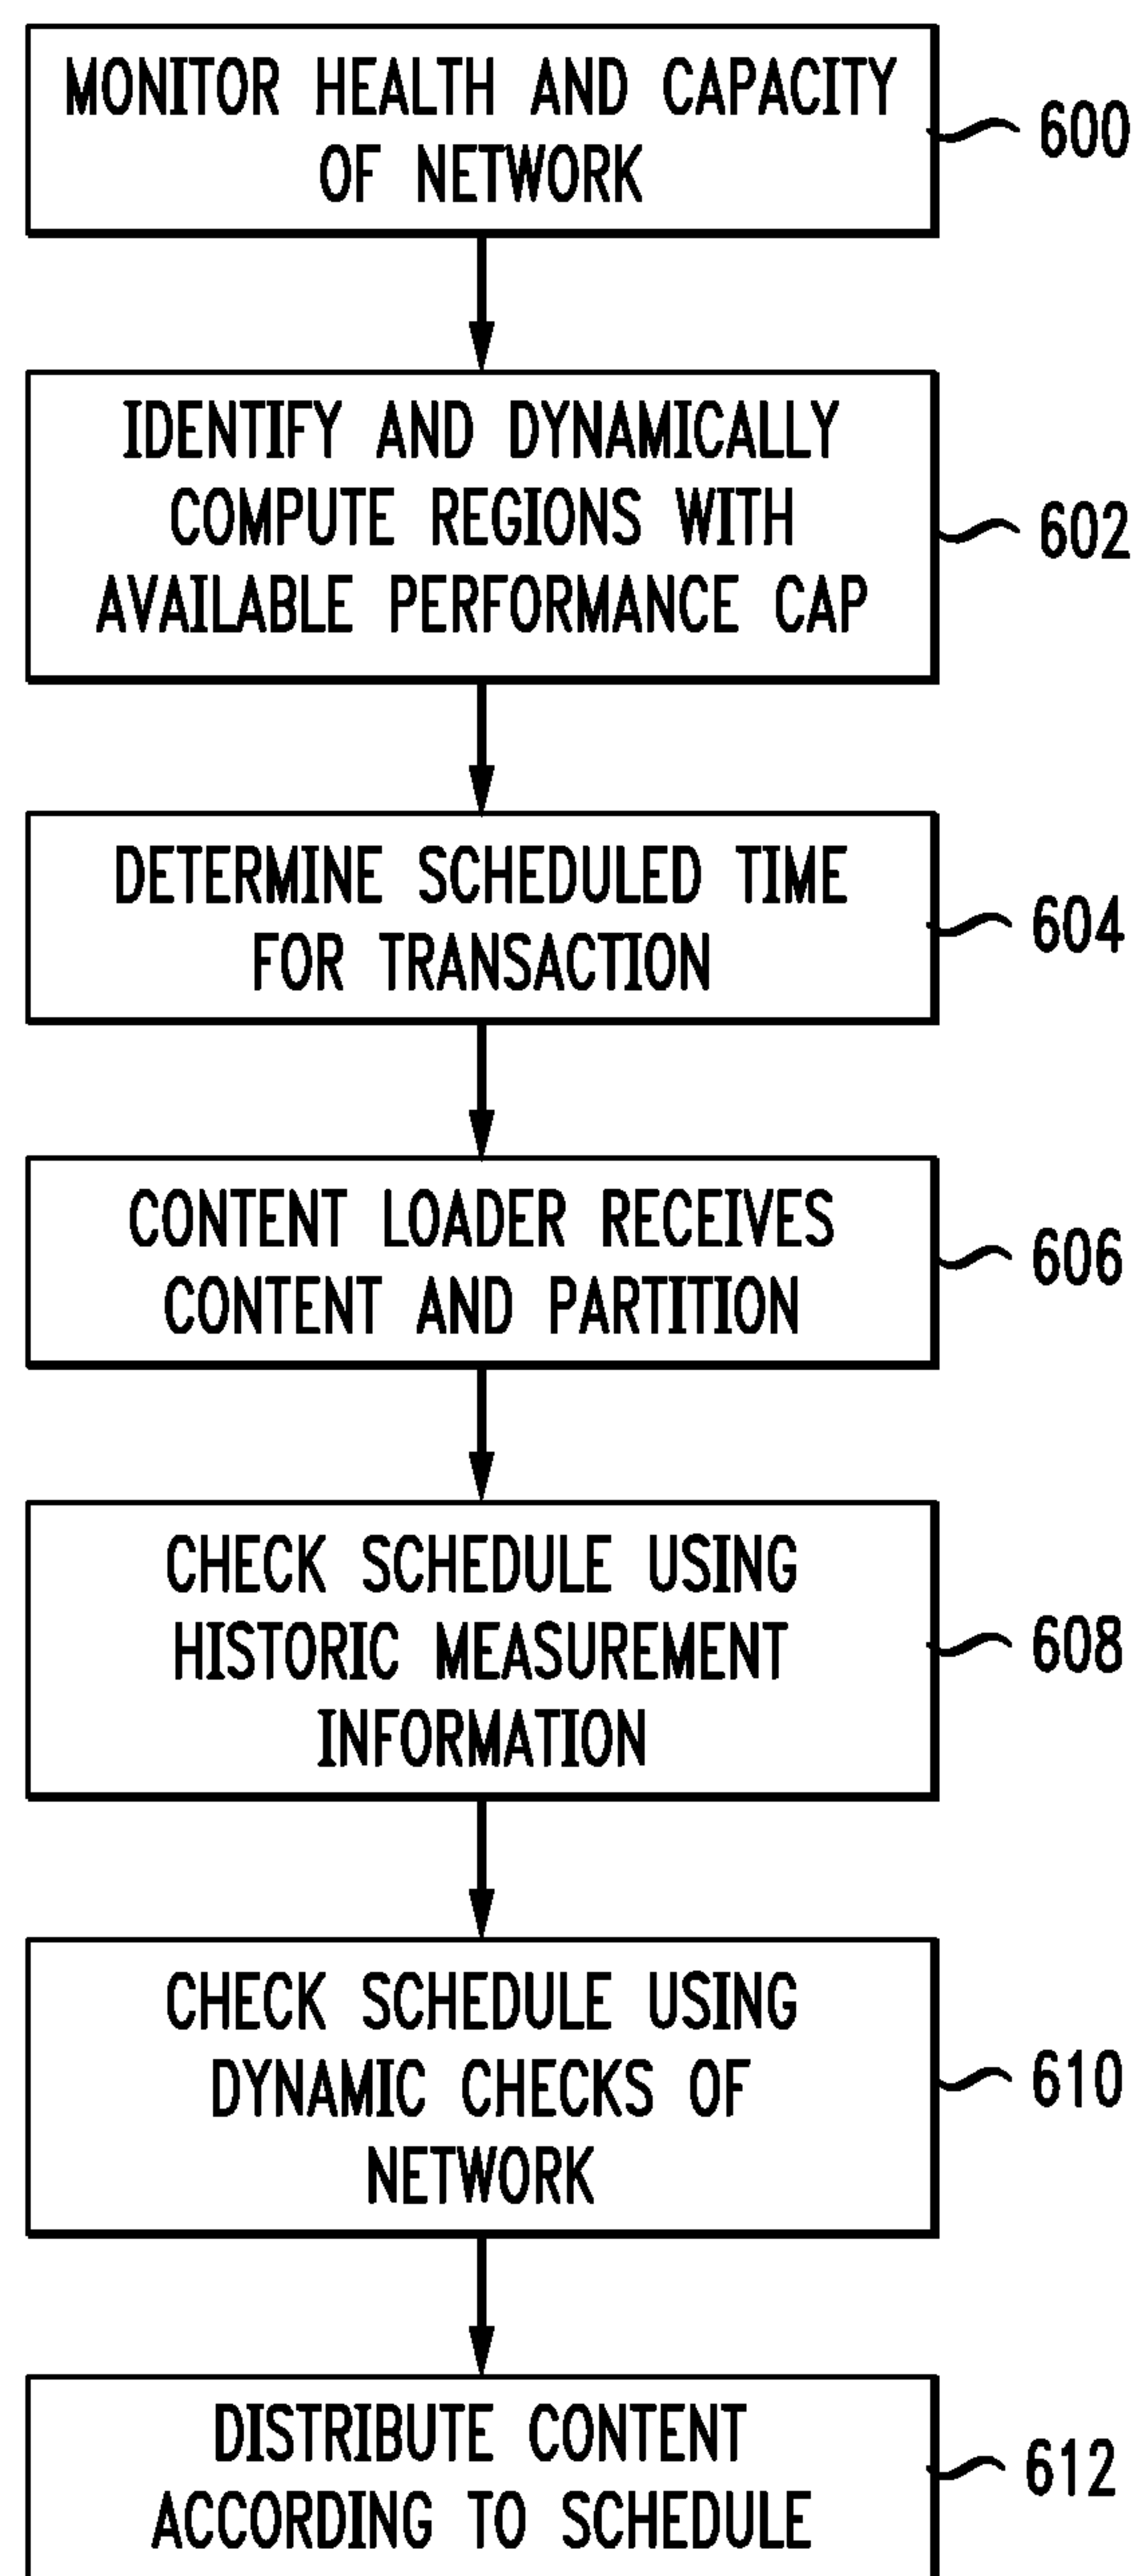 MONITOR HEALTH AND CAPACITY
OF NETWORK
600
IDENTIFY AND DYNAMICALLY
COMPUTE REGIONS WITH
AVAILABLE PERFORMANCE CAP
602
DETERMINE SCHEDULED TIME
FOR TRANSACTION
604
CONTENT LOADER RECEIVES
CONTENT AND PARTITION
606
CHECK SCHEDULE USING
HISTORIC MEASUREMENT
INFORMATION
608
CHECK SCHEDULE USING
DYNAMIC CHECKS OF
NETWORK
610
DISTRIBUTE CONTENT
ACCORDING TO SCHEDULE
612